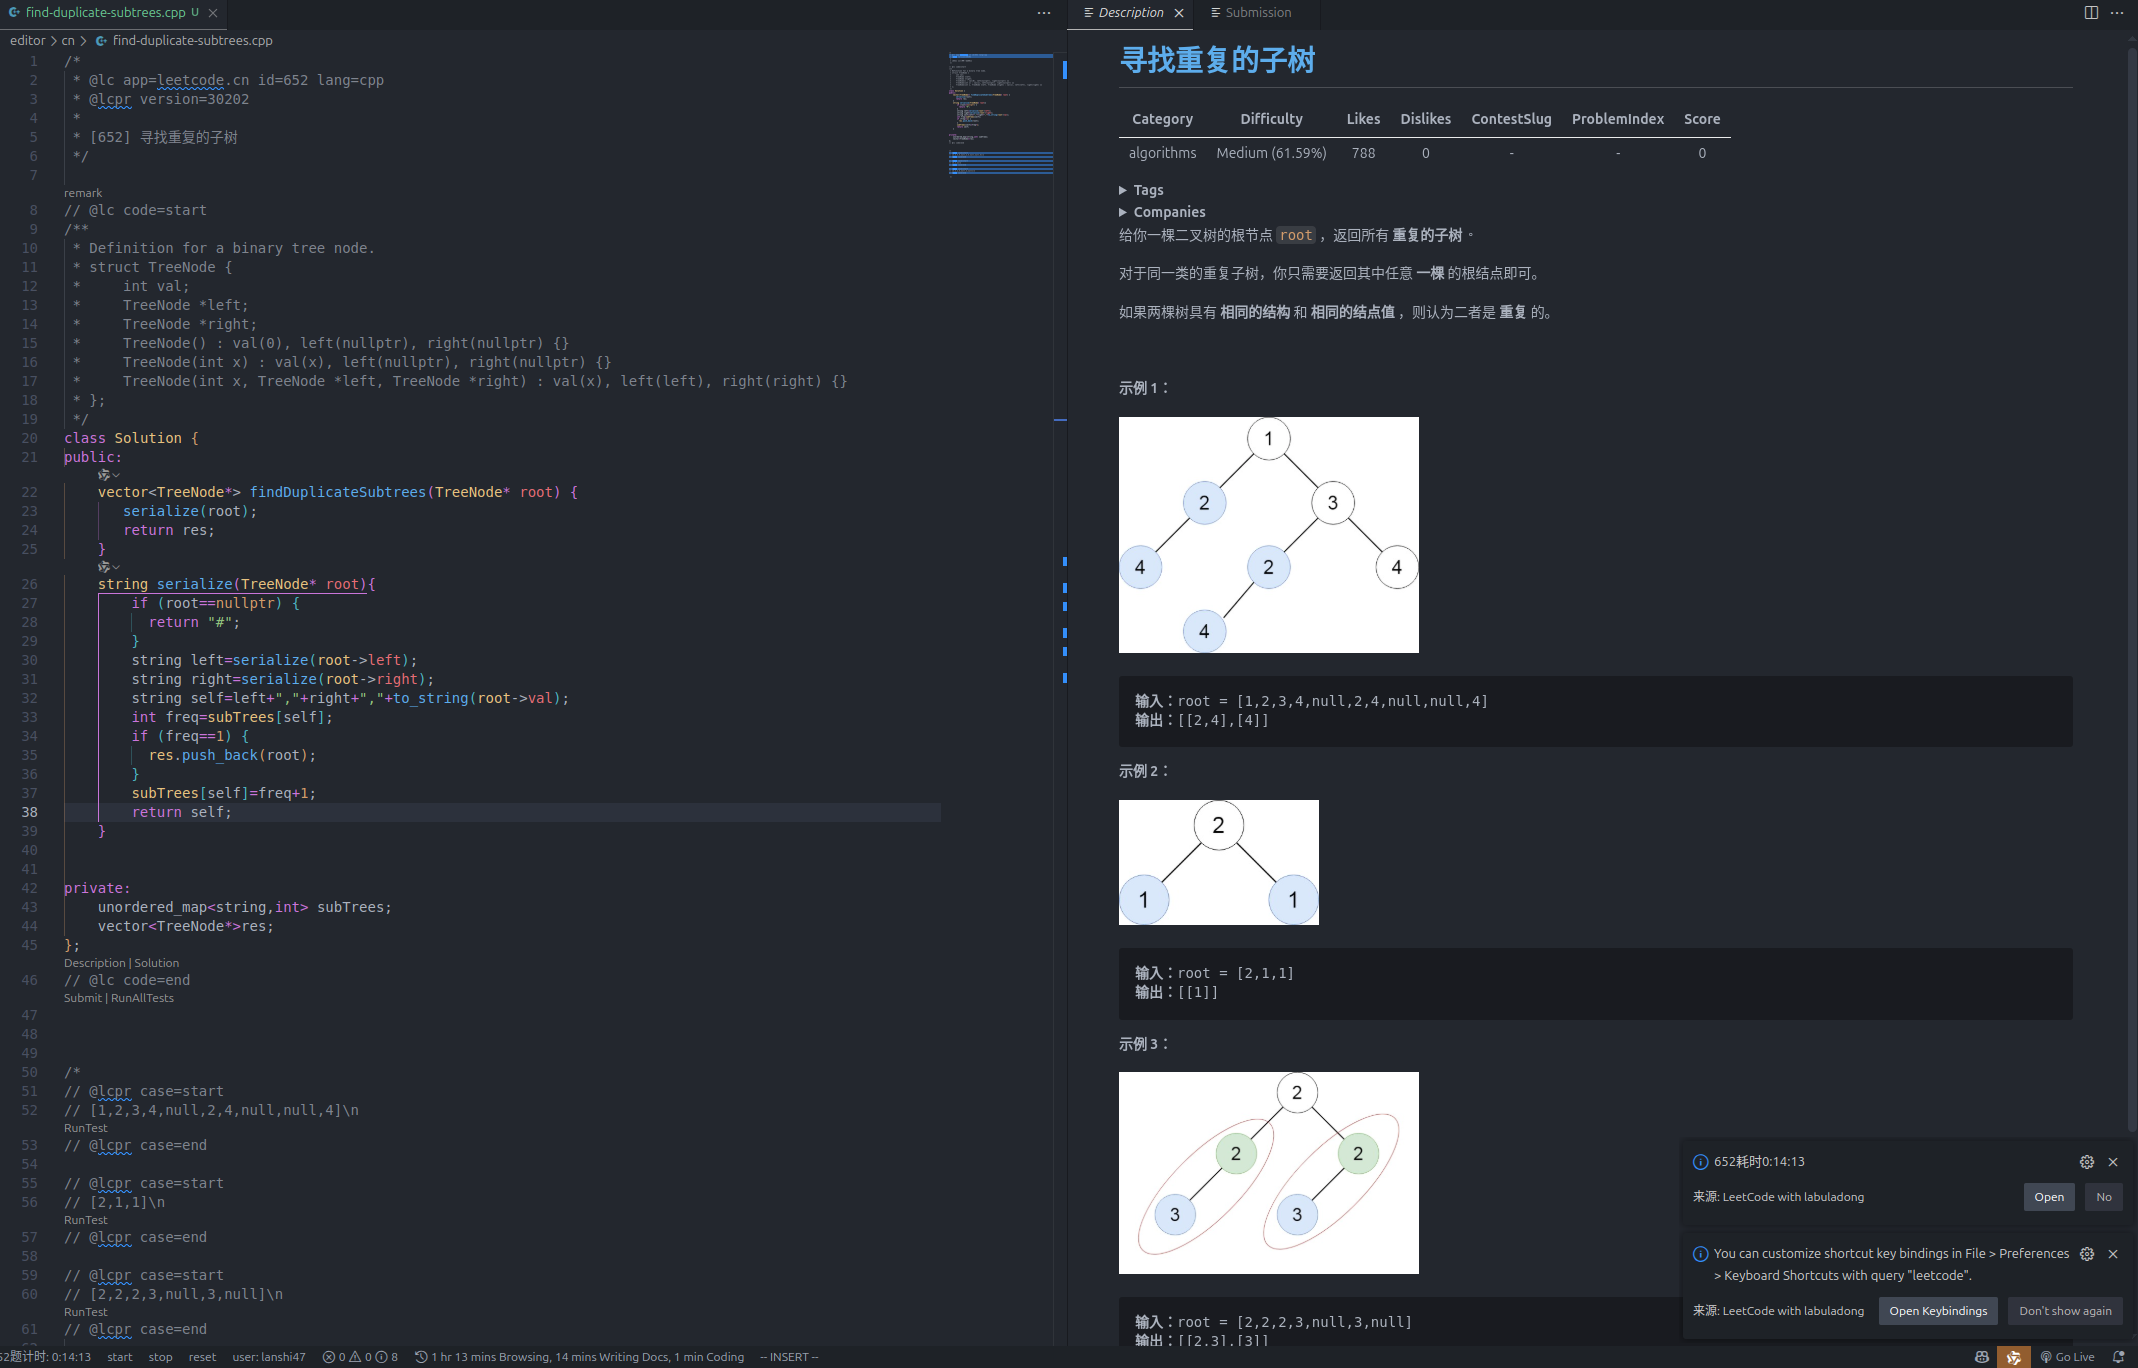 find-duplicate-subtrees.cpp U
editor > cn > find-duplicate-subtrees.cpp
1 /*
2  * @lc app=leetcode.cn id=652 lang=cpp
3  * @lcpr version=30202
4  *
5  * [652] 寻找重复的子树
6  */
7
remark
8 // @lc code=start
9 /**
10  * Definition for a binary tree node.
11  * struct TreeNode {
12  *     int val;
13  *     TreeNode *left;
14  *     TreeNode *right;
15  *     TreeNode() : val(0), left(nullptr), right(nullptr) {}
16  *     TreeNode(int x) : val(x), left(nullptr), right(nullptr) {}
17  *     TreeNode(int x, TreeNode *left, TreeNode *right) : val(x), left(left), right(right) {}
18  * };
19  */
20 class Solution {
21 public:
22     vector<TreeNode*> findDuplicateSubtrees(TreeNode* root) {
23        serialize(root);
24        return res;
25     }
26     string serialize(TreeNode* root){
27         if (root==nullptr) {
28           return "#";
29         }
30         string left=serialize(root->left);
31         string right=serialize(root->right);
32         string self=left+","+right+","+to_string(root->val);
33         int freq=subTrees[self];
34         if (freq==1) {
35           res.push_back(root);
36         }
37         subTrees[self]=freq+1;
38         return self;
39     }
40
41
42 private:
43     unordered_map<string,int> subTrees;
44     vector<TreeNode*>res;
45 };
Description | Solution
46 // @lc code=end
Submit | RunAllTests
47
48
49
50 /*
51 // @lcpr case=start
52 // [1,2,3,4,null,2,4,null,null,4]\n
RunTest
53 // @lcpr case=end
54
55 // @lcpr case=start
56 // [2,1,1]\n
RunTest
57 // @lcpr case=end
58
59 // @lcpr case=start
60 // [2,2,2,3,null,3,null]\n
RunTest
61 // @lcpr case=end
Description
Submission
寻找重复的子树
Category Difficulty Likes Dislikes ContestSlug ProblemIndex Score
algorithms Medium (61.59%) 788 0 - - 0
Tags
Companies
给你一棵二叉树的根节点 root ，返回所有 重复的子树 。
对于同一类的重复子树，你只需要返回其中任意 一棵 的根结点即可。
如果两棵树具有 相同的结构 和 相同的结点值 ，则认为二者是 重复 的。
示例 1：
1
2 3
4 2 4
4
输入：root = [1,2,3,4,null,2,4,null,null,4]
输出：[[2,4],[4]]
示例 2：
2
1 1
输入：root = [2,1,1]
输出：[[1]]
示例 3：
2
2 2
3 3
输入：root = [2,2,2,3,null,3,null]
输出：[[2,3],[3]]
652耗时0:14:13
来源: LeetCode with labuladong
Open No
You can customize shortcut key bindings in File > Preferences
> Keyboard Shortcuts with query "leetcode".
来源: LeetCode with labuladong
Open Keybindings Don't show again
52题计时: 0:14:13 start stop reset user: lanshi47 0 0 8 1 hr 13 mins Browsing, 14 mins Writing Docs, 1 min Coding -- INSERT -- Go Live